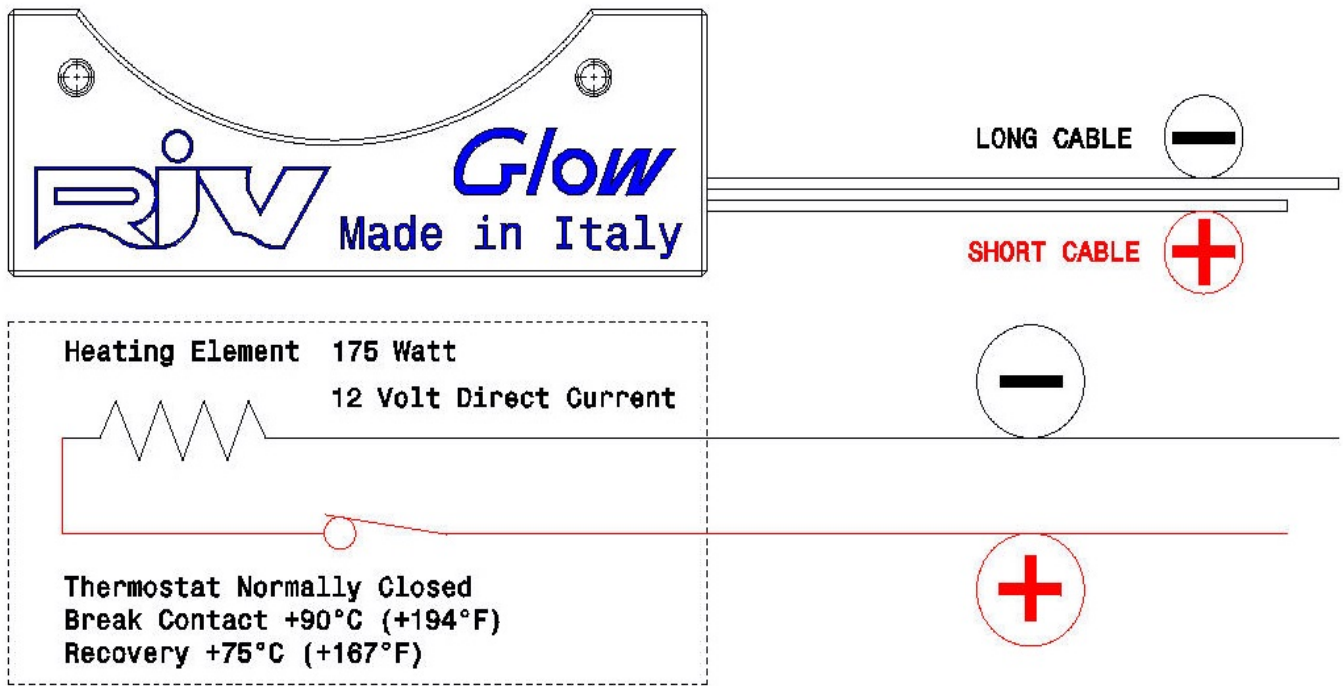 RiV Glow
Made in Italy
LONG CABLE −
SHORT CABLE +
Heating Element 175 Watt
12 Volt Direct Current
−
+
Thermostat Normally Closed
Break Contact +90°C (+194°F)
Recovery +75°C (+167°F)